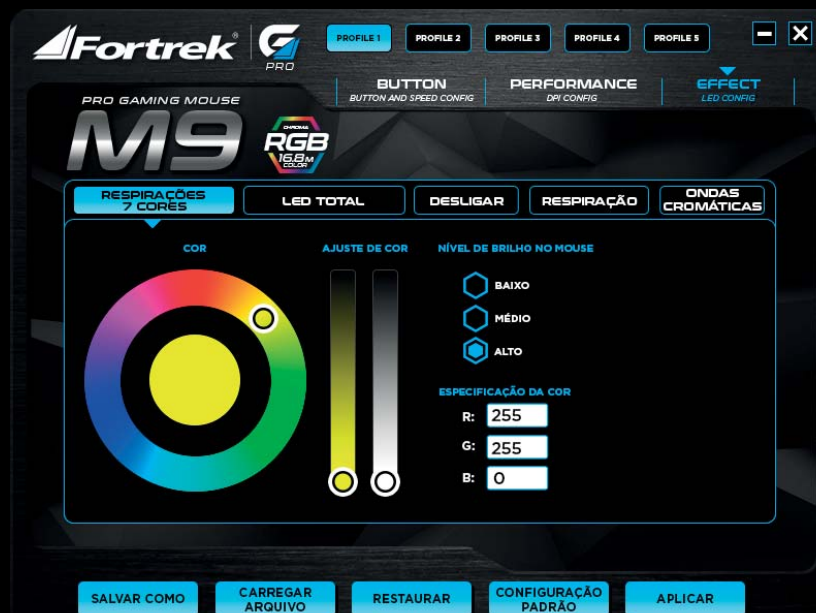 Fortrek®
G
PRO
PROFILE 1
PROFILE 2
PROFILE 3
PROFILE 4
PROFILE 5
BUTTON
BUTTON AND SPEED CONFIG
PERFORMANCE
DPI CONFIG
EFFECT
LED CONFIG
PRO GAMING MOUSE
M9
CHROMA
RGB
16.8M
COLOR
RESPIRAÇÕES
7 CORES
LED TOTAL
DESLIGAR
RESPIRAÇÃO
ONDAS
CROMÁTICAS
COR
AJUSTE DE COR
NÍVEL DE BRILHO NO MOUSE
BAIXO
MÉDIO
ALTO
ESPECIFICAÇÃO DA COR
R: 255
G: 255
B: 0
SALVAR COMO
CARREGAR
ARQUIVO
RESTAURAR
CONFIGURAÇÃO
PADRÃO
APLICAR